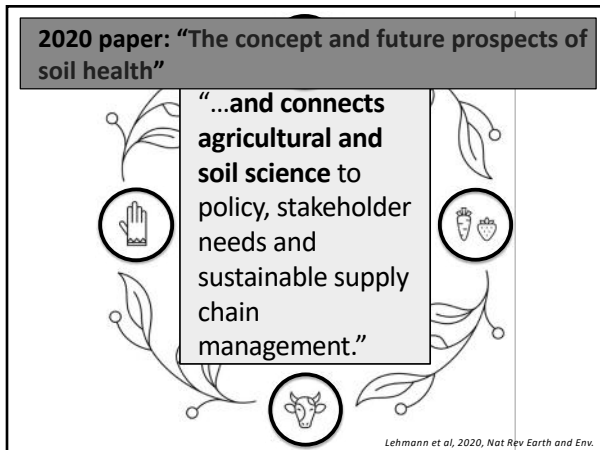 2020 paper: “The concept and future prospects of
soil health”
“…and connects
agricultural and
soil science to
policy, stakeholder
needs and
sustainable supply
chain
management.”
Lehmann et al, 2020, Nat Rev Earth and Env.